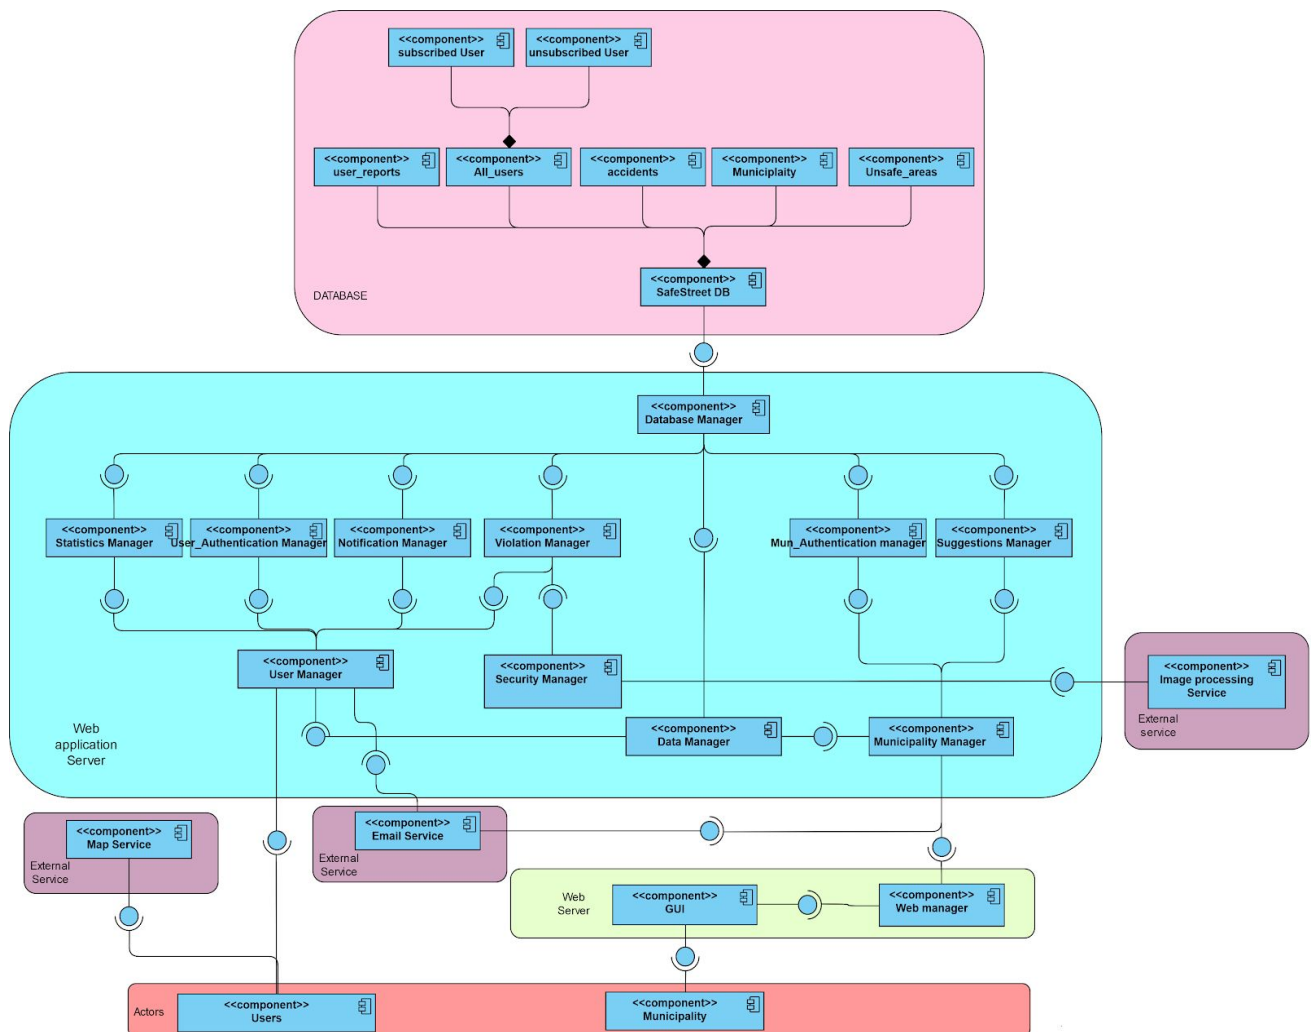 <<component>>
subscribed User
<<component>>
unsubscribed User
<<component>>
user_reports
<<component>>
All_users
<<component>>
accidents
<<component>>
Municiplaity
<<component>>
Unsafe_areas
<<component>>
SafeStreet DB
DATABASE
<<component>>
Database Manager
<<component>>
Statistics Manager
<<component>>
User_Authentication Manager
<<component>>
Notification Manager
<<component>>
Violation Manager
<<component>>
Mun_Authentication manager
<<component>>
Suggestions Manager
<<component>>
User Manager
<<component>>
Security Manager
<<component>>
Image processing
Service
External
service
Web
application
Server
<<component>>
Data Manager
<<component>>
Municipality Manager
<<component>>
Map Service
External
Service
<<component>>
Email Service
External
Service
Web
Server
<<component>>
GUI
<<component>>
Web manager
Actors
<<component>>
Users
<<component>>
Municipality